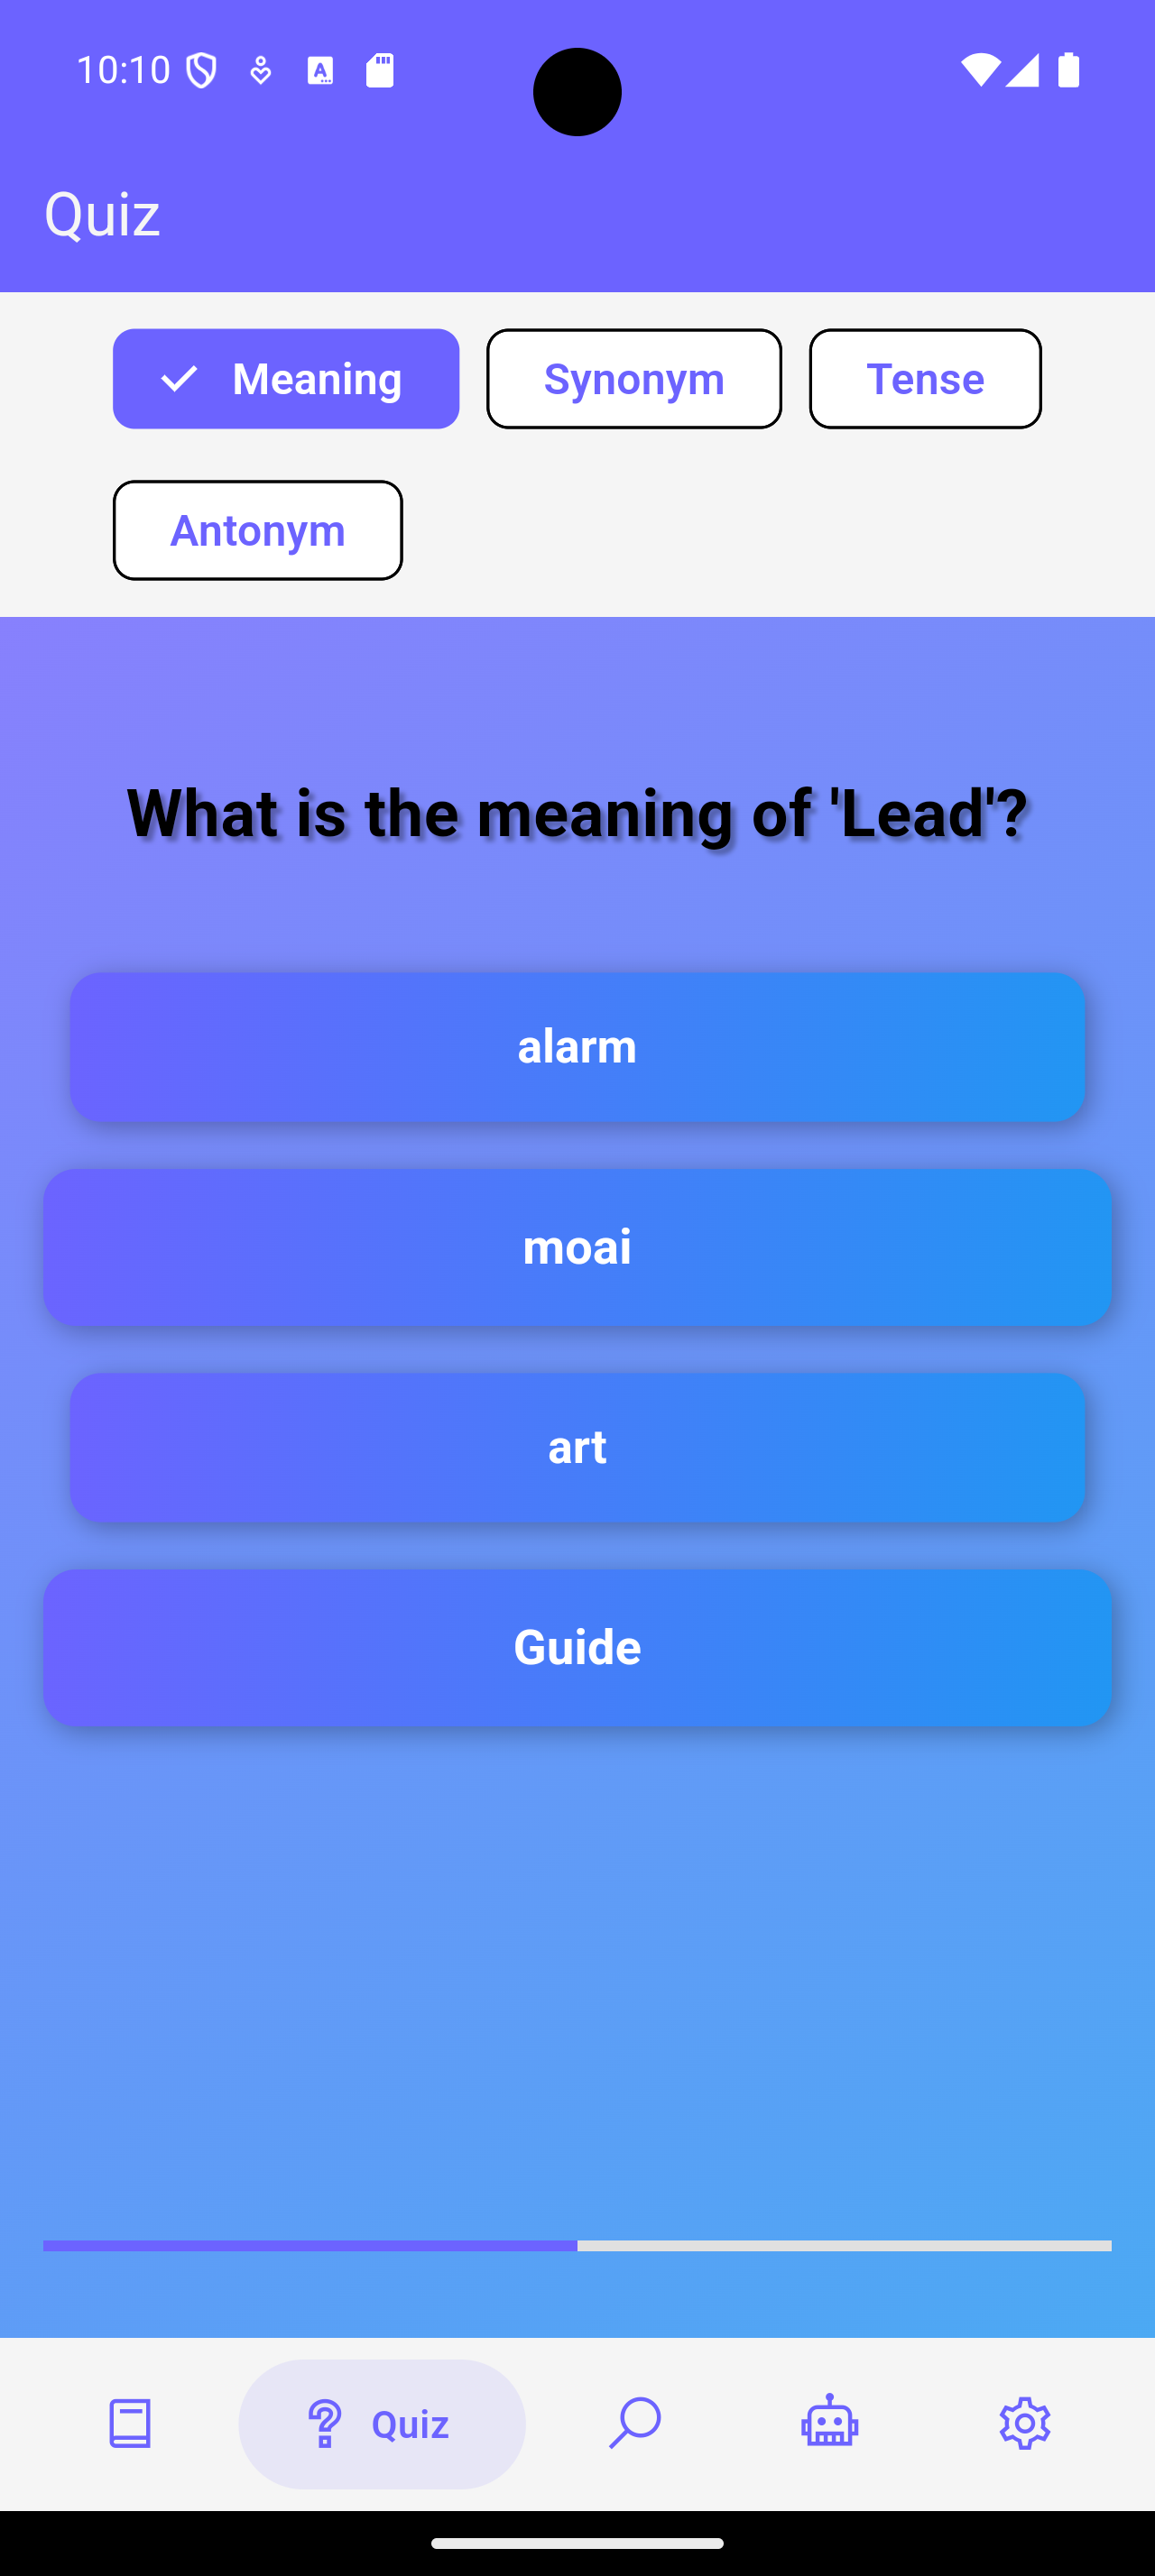 10:10
Quiz
Meaning
Synonym
Tense
Antonym
What is the meaning of 'Lead'?
alarm
moai
art
Guide
Quiz